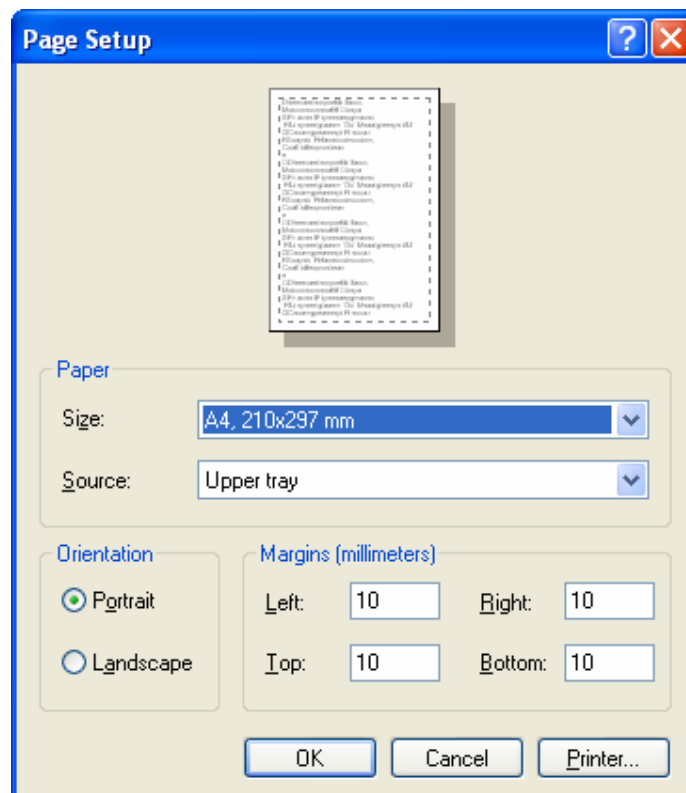 Page Setup
Paper
Size: A4, 210x297 mm
Source: Upper tray
Orientation
Portrait
Landscape
Margins (millimeters)
Left: 10 Right: 10
Top: 10 Bottom: 10
OK Cancel Printer...